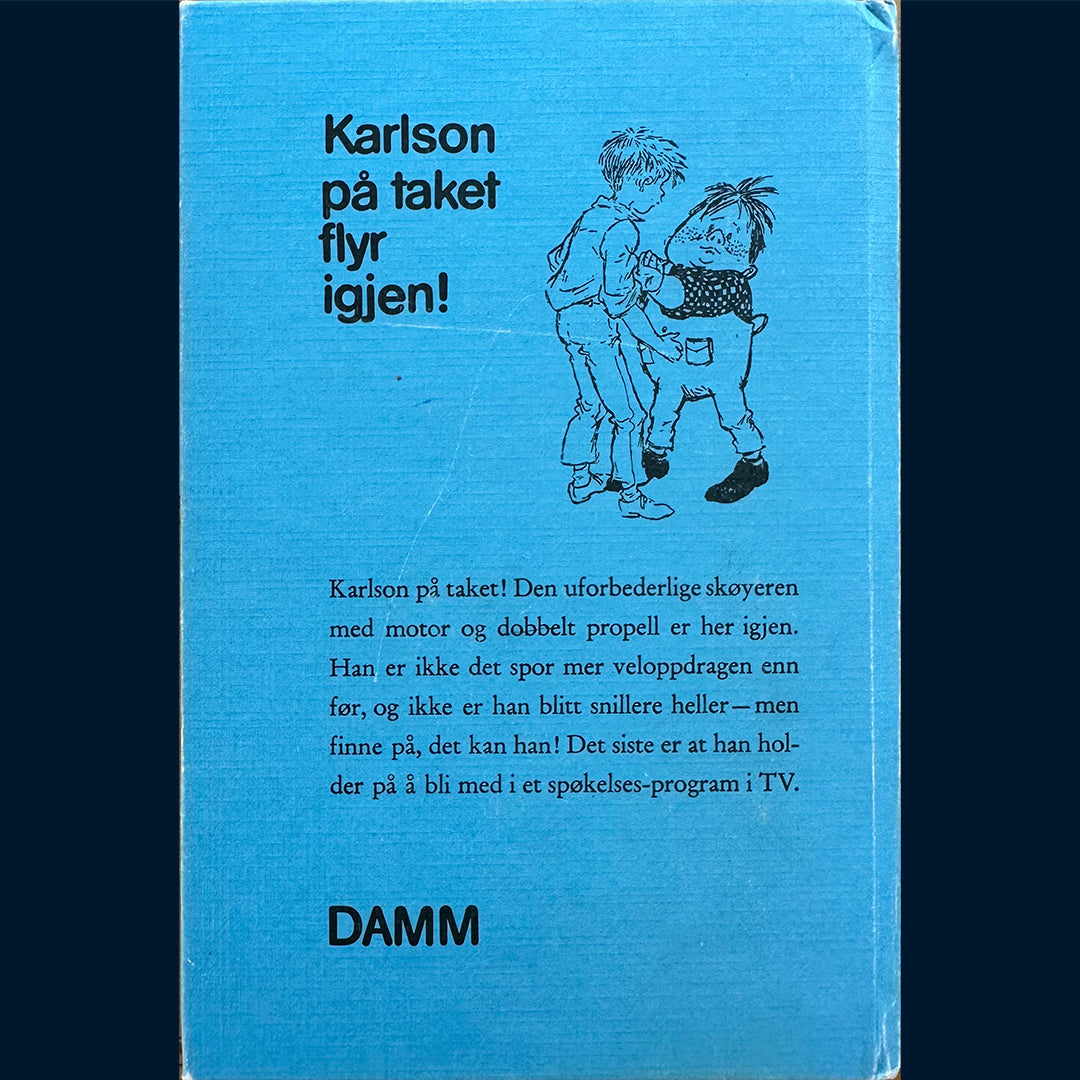 Karlson
på taket
flyr
igjen!
Karlson på taket! Den uforbederlige skøyeren
med motor og dobbelt propell er her igjen.
Han er ikke det spor mer veloppdragen enn
før, og ikke er han blitt snillere heller—men
finne på, det kan han! Det siste er at han hol-
der på å bli med i et spøkelses-program i TV.
DAMM